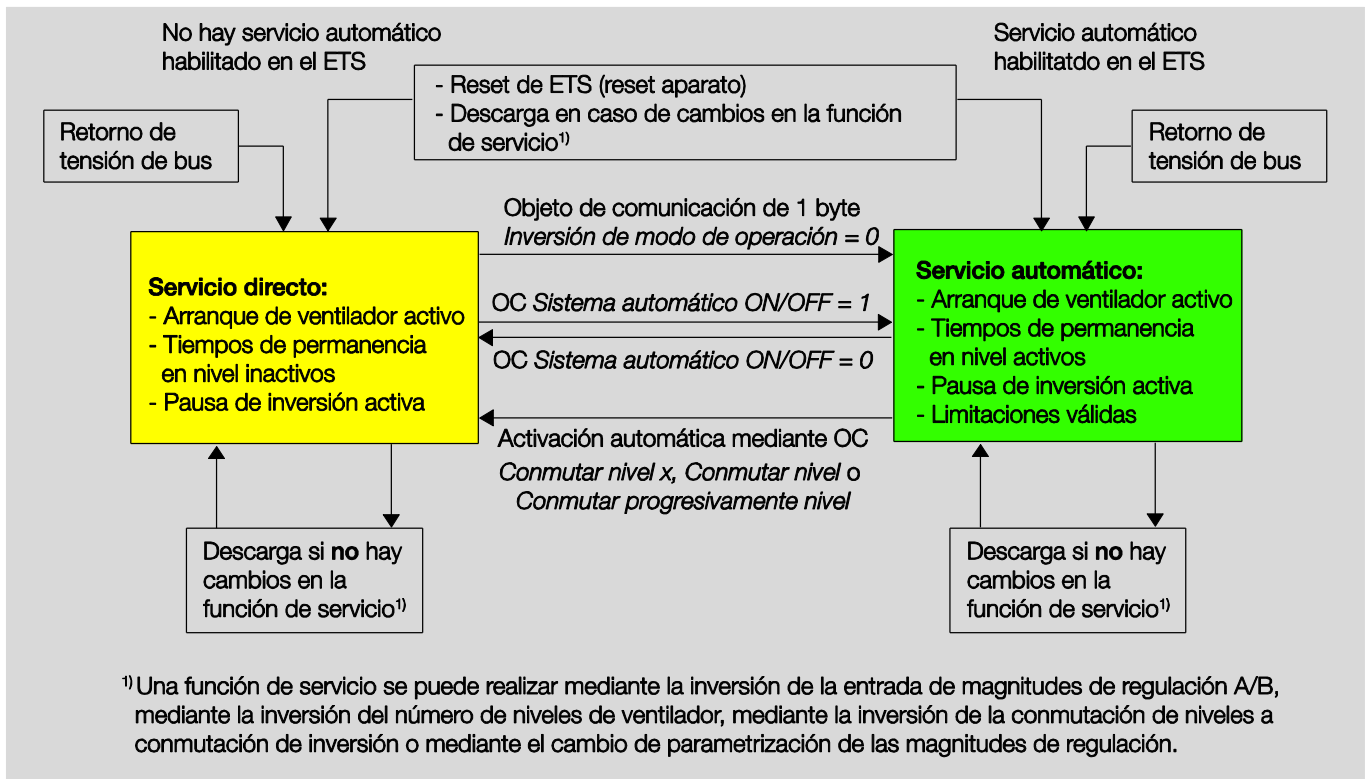 No hay servicio automático
habilitado en el ETS
Servicio automático
habilitatdo en el ETS
- Reset de ETS (reset aparato)
- Descarga en caso de cambios en la función
de servicio1)
Retorno de
tensión de bus
Retorno de
tensión de bus
Objeto de comunicación de 1 byte
Inversión de modo de operación = 0
Servicio directo:
- Arranque de ventilador activo
- Tiempos de permanencia
en nivel inactivos
- Pausa de inversión activa
OC Sistema automático ON/OFF = 1
OC Sistema automático ON/OFF = 0
Servicio automático:
- Arranque de ventilador activo
- Tiempos de permanencia
en nivel activos
- Pausa de inversión activa
- Limitaciones válidas
Activación automática mediante OC
Conmutar nivel x, Conmutar nivel o
Conmutar progresivamente nivel
Descarga si no hay
cambios en la
función de servicio1)
Descarga si no hay
cambios en la
función de servicio1)
1) Una función de servicio se puede realizar mediante la inversión de la entrada de magnitudes de regulación A/B,
mediante la inversión del número de niveles de ventilador, mediante la inversión de la conmutación de niveles a
conmutación de inversión o mediante el cambio de parametrización de las magnitudes de regulación.